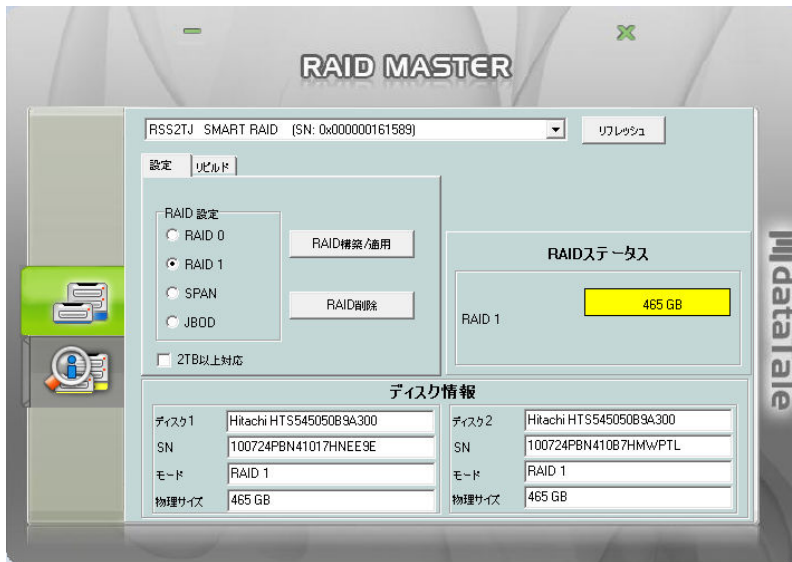 RAID MASTER
RSS2TJ SMART RAID (SN: 0x000000161589)
リフレッシュ
設定
リビルド
RAID 設定
RAID 0
RAID 1
SPAN
JBOD
RAID構築/適用
RAID削除
2TB以上対応
RAIDステータス
RAID 1
465 GB
dataTale
ディスク情報
ディスク1 Hitachi HTS545050B9A300
SN 100724PBN41017HNEE9E
モード RAID 1
物理サイズ 465 GB
ディスク2 Hitachi HTS545050B9A300
SN 100724PBN410B7HMWPTL
モード RAID 1
物理サイズ 465 GB